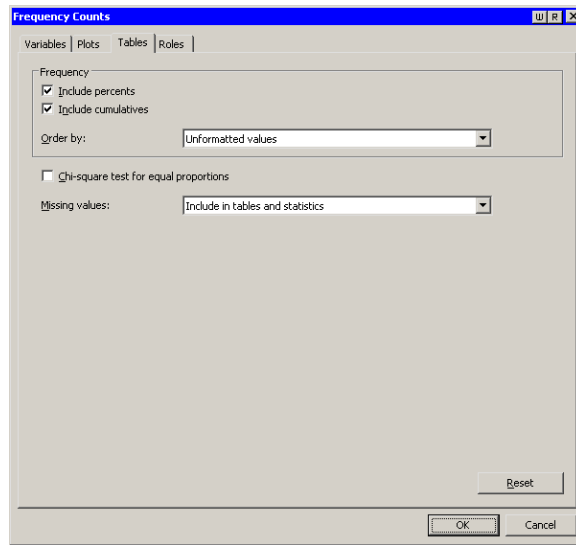 Frequency Counts W R X
Variables Plots Tables Roles
Frequency
Include percents
Include cumulatives
Order by: Unformatted values
Chi-square test for equal proportions
Missing values: Include in tables and statistics
Reset
OK Cancel